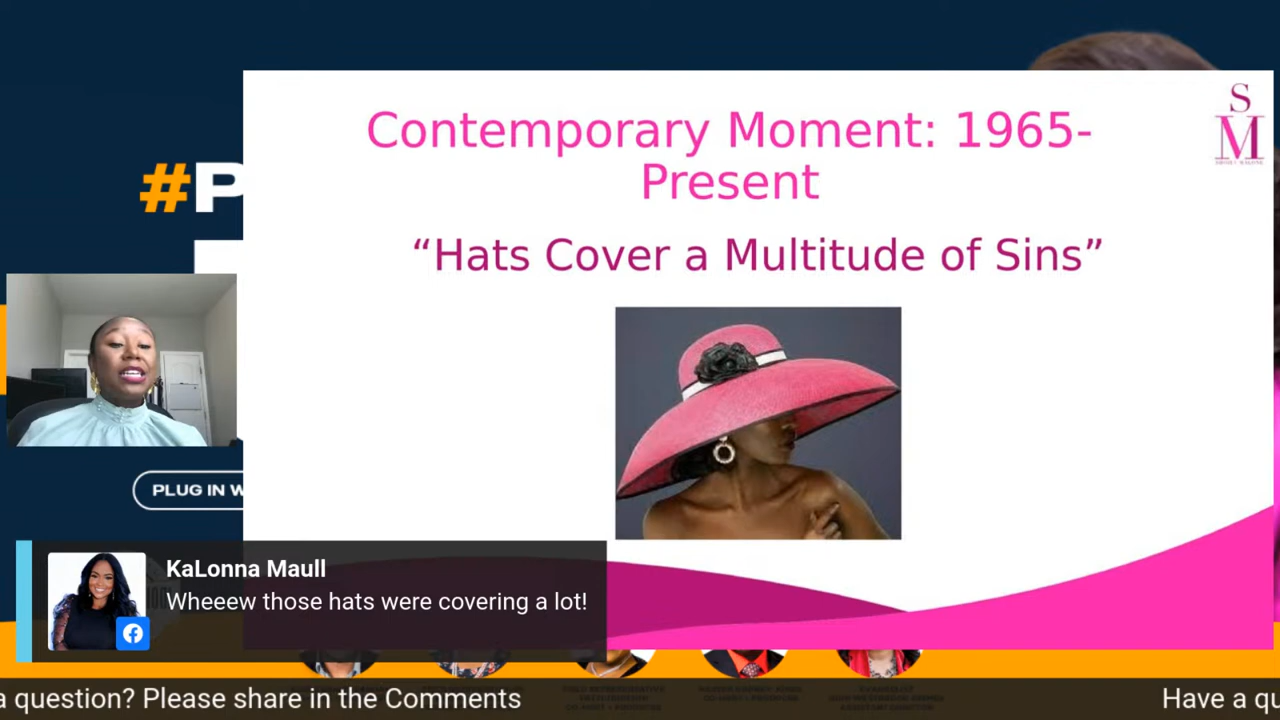 Contemporary Moment: 1965-
Present
“Hats Cover a Multitude of Sins”
S
M
#P
PLUG IN W
KaLonna Maull
Wheeew those hats were covering a lot!
a question? Please share in the Comments
Have a qu